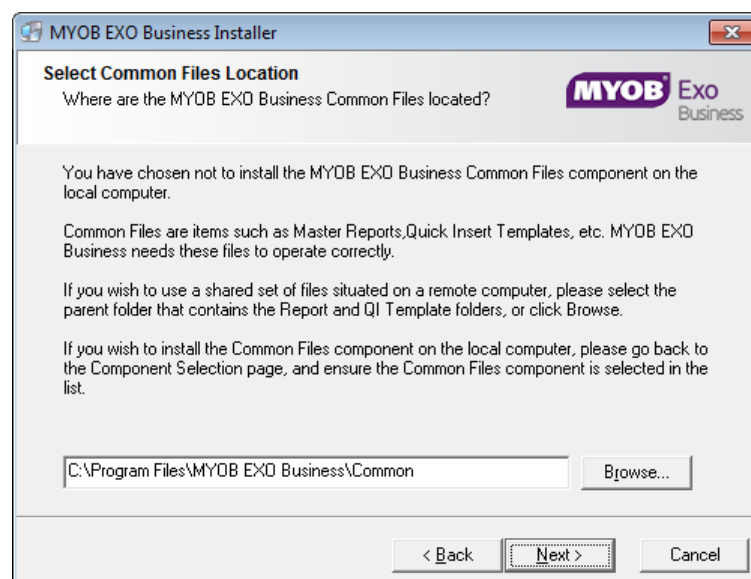 MYOB EXO Business Installer
Select Common Files Location
Where are the MYOB EXO Business Common Files located?
MYOB Exo
Business
You have chosen not to install the MYOB EXO Business Common Files component on the
local computer.
Common Files are items such as Master Reports,Quick Insert Templates, etc. MYOB EXO
Business needs these files to operate correctly.
If you wish to use a shared set of files situated on a remote computer, please select the
parent folder that contains the Report and QI Template folders, or click Browse.
If you wish to install the Common Files component on the local computer, please go back to
the Component Selection page, and ensure the Common Files component is selected in the
list.
C:\Program Files\MYOB EXO Business\Common
Browse...
< Back
Next >
Cancel